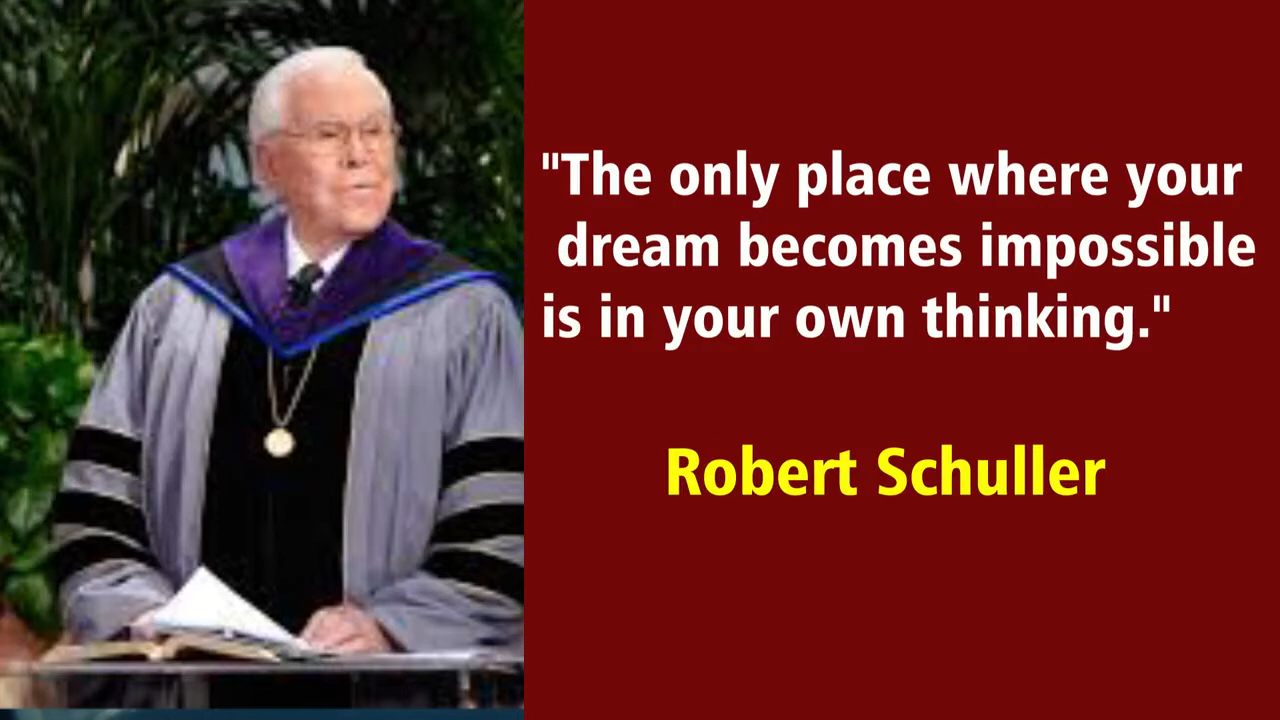 "The only place where your
dream becomes impossible
is in your own thinking."
Robert Schuller